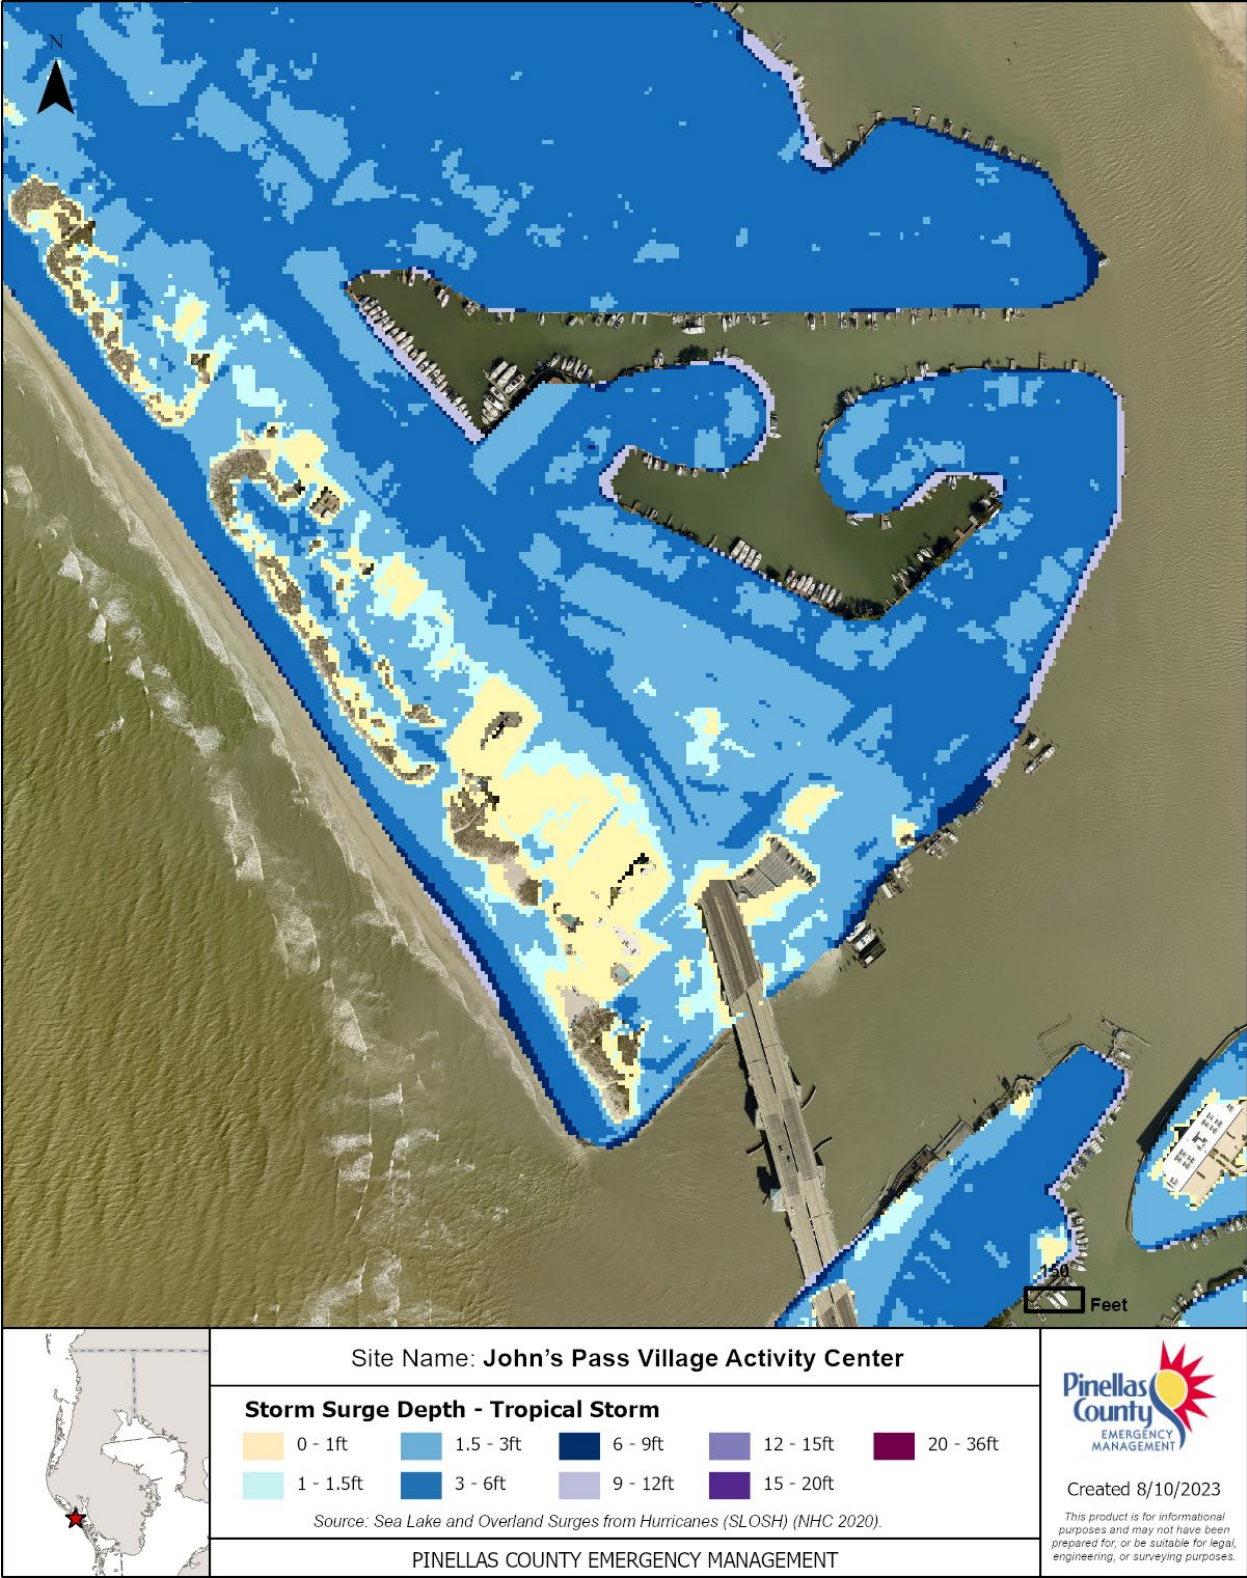 N
150
Feet
Site Name: John's Pass Village Activity Center
Storm Surge Depth - Tropical Storm
0 - 1ft
1.5 - 3ft
6 - 9ft
12 - 15ft
20 - 36ft
1 - 1.5ft
3 - 6ft
9 - 12ft
15 - 20ft
Source: Sea Lake and Overland Surges from Hurricanes (SLOSH) (NHC 2020).
PINELLAS COUNTY EMERGENCY MANAGEMENT
Pinellas
County
EMERGENCY
MANAGEMENT
Created 8/10/2023
This product is for informational
purposes and may not have been
prepared for, or be suitable for legal,
engineering, or surveying purposes.